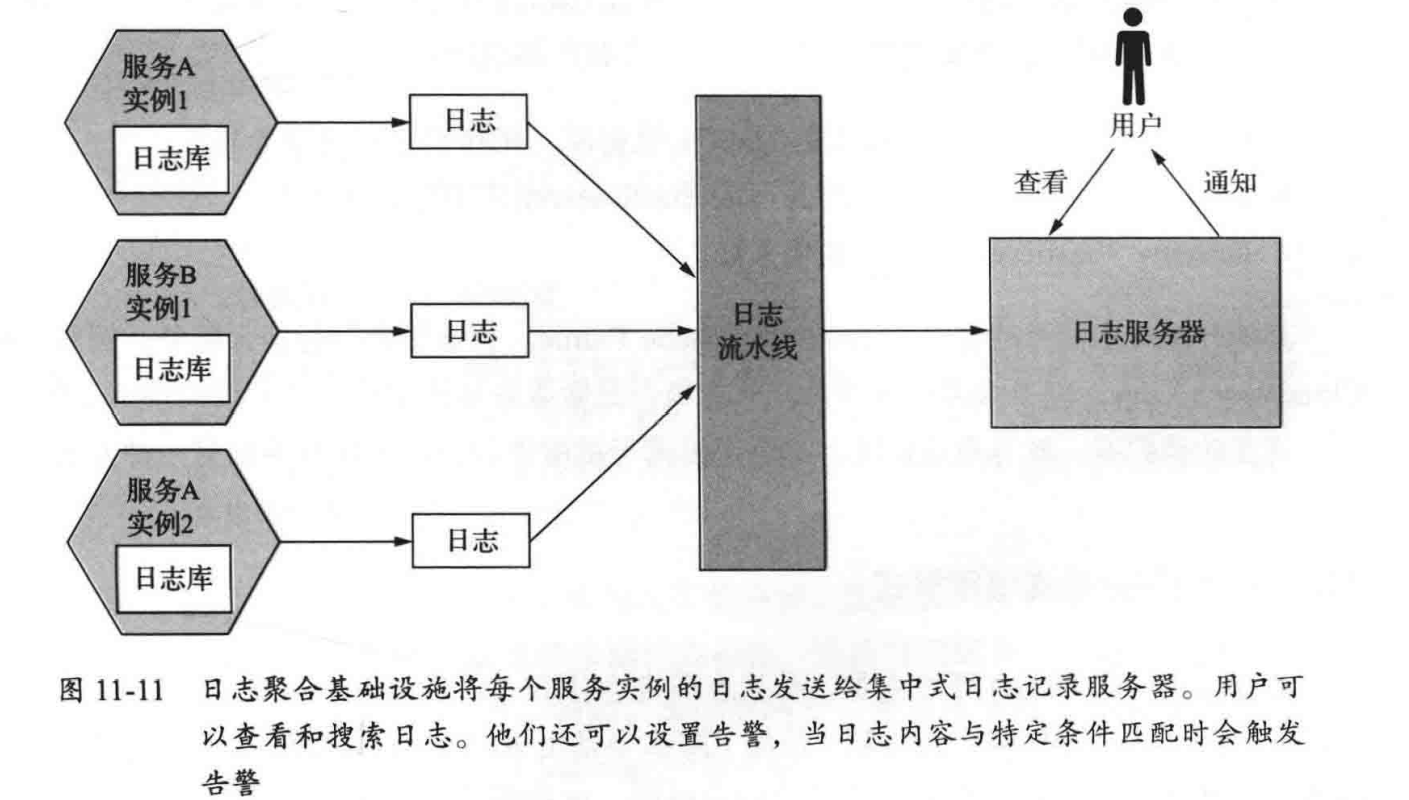 服务A
实例1
日志库
日志
服务B
实例1
日志库
日志
服务A
实例2
日志库
日志
日志
流水线
用户
查看
通知
日志服务器
图 11-11 日志聚合基础设施将每个服务实例的日志发送给集中式日志记录服务器。用户可
以查看和搜索日志。他们还可以设置告警，当日志内容与特定条件匹配时会触发
告警